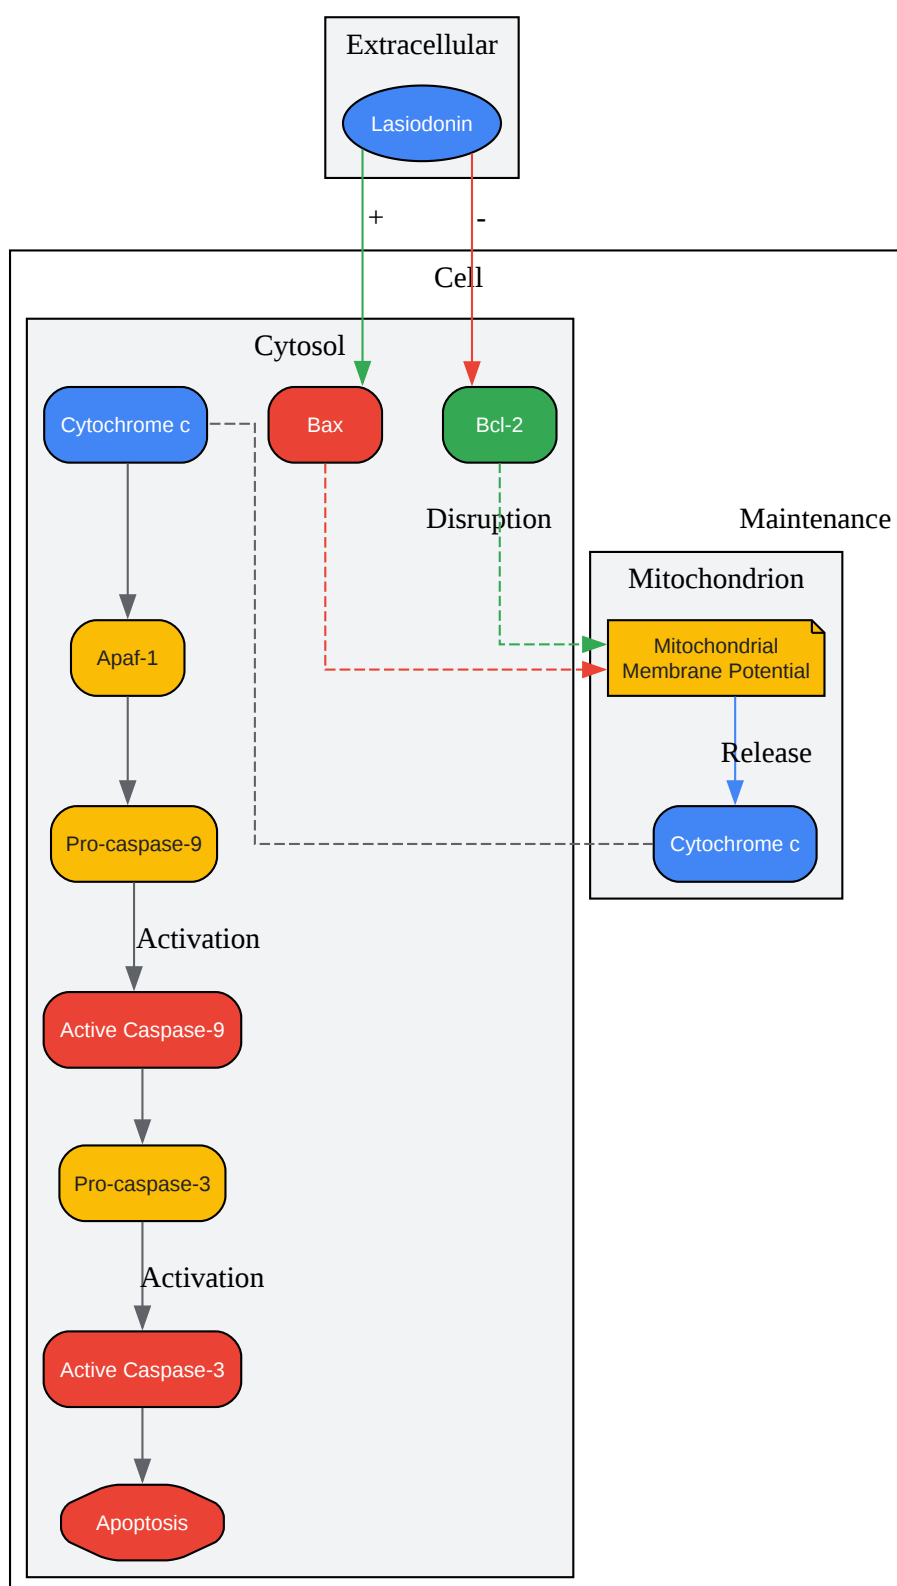 Extracellular
Lasiodonin
+
-
Cell
Cytosol
Cytochrome c
Bax
Bcl-2
Disruption
Maintenance
Mitochondrion
Apaf-1
Mitochondrial
Membrane Potential
Release
Pro-caspase-9
Cytochrome c
Activation
Active Caspase-9
Pro-caspase-3
Activation
Active Caspase-3
Apoptosis